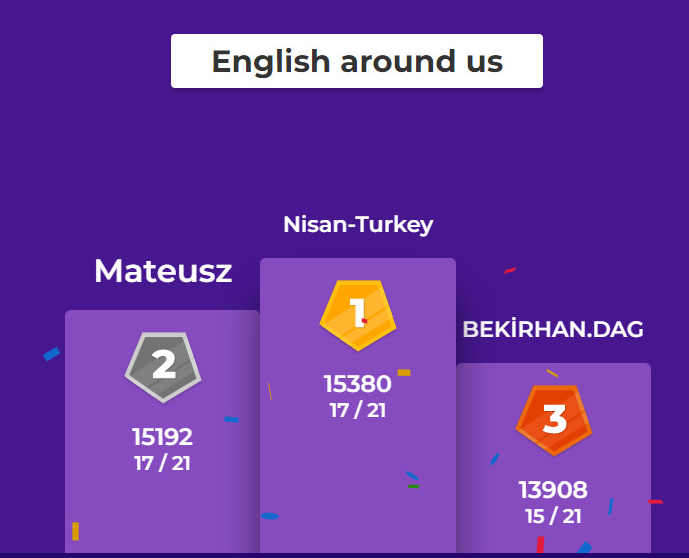 English around us
Nisan-Turkey
1
15380
17 / 21
Mateusz
2
15192
17 / 21
BEKİRHAN.DAG
3
13908
15 / 21